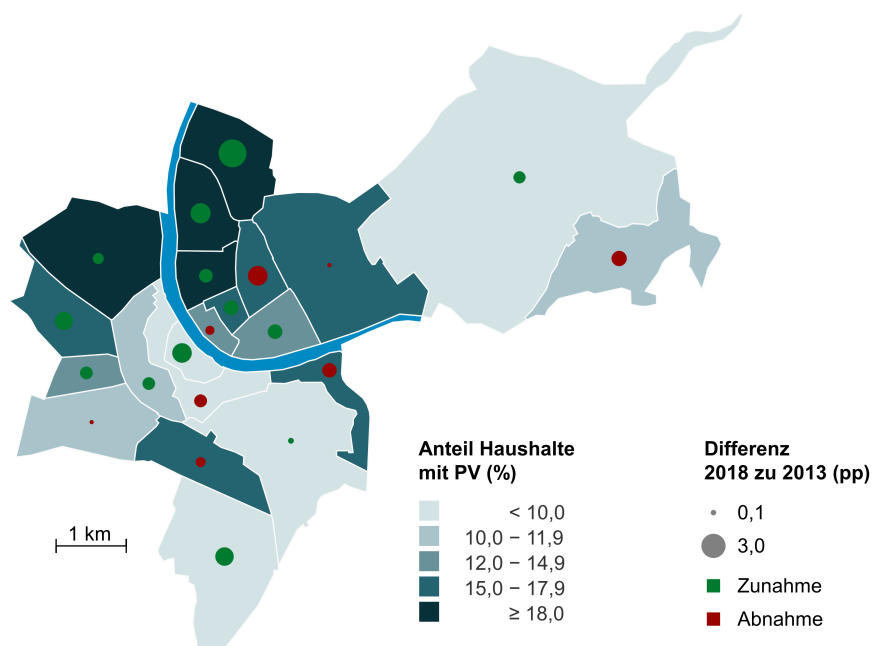 Anteil Haushalte
mit PV (%)
< 10,0
10,0 – 11,9
12,0 – 14,9
15,0 – 17,9
≥ 18,0
Differenz
2018 zu 2013 (pp)
0,1
3,0
Zunahme
Abnahme
1 km